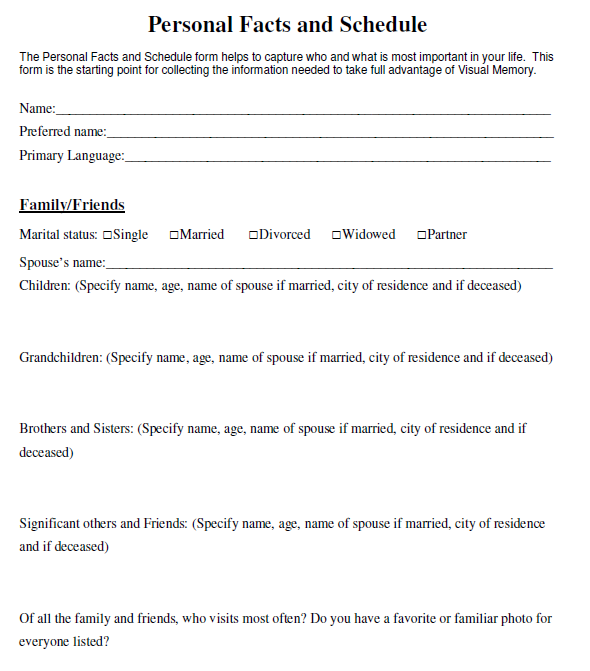 Personal Facts and Schedule
The Personal Facts and Schedule form helps to capture who and what is most important in your life. This
form is the starting point for collecting the information needed to take full advantage of Visual Memory.
Name:
Preferred name:
Primary Language:
Family/Friends
Marital status: □Single □Married □Divorced □Widowed □Partner
Spouse’s name:
Children: (Specify name, age, name of spouse if married, city of residence and if deceased)
Grandchildren: (Specify name, age, name of spouse if married, city of residence and if deceased)
Brothers and Sisters: (Specify name, age, name of spouse if married, city of residence and if
deceased)
Significant others and Friends: (Specify name, age, name of spouse if married, city of residence
and if deceased)
Of all the family and friends, who visits most often? Do you have a favorite or familiar photo for
everyone listed?